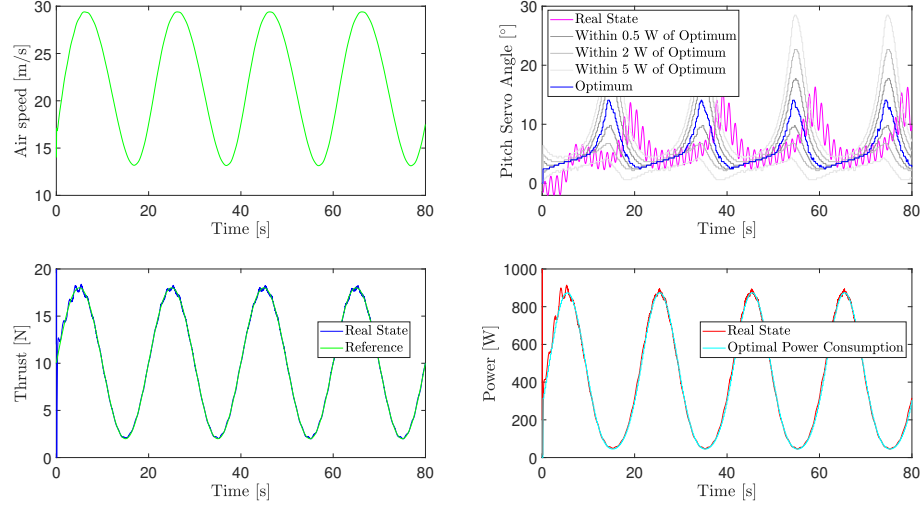 30
25
20
15
10
Air speed [m/s]
0
20
40
60
80
Time [s]
30
20
10
0
Pitch Servo Angle [°]
Real State
Within 0.5 W of Optimum
Within 2 W of Optimum
Within 5 W of Optimum
Optimum
0
20
40
60
80
Time [s]
20
15
10
5
0
Thrust [N]
Real State
Reference
0
20
40
60
80
Time [s]
1000
800
600
400
200
0
Power [W]
Real State
Optimal Power Consumption
0
20
40
60
80
Time [s]